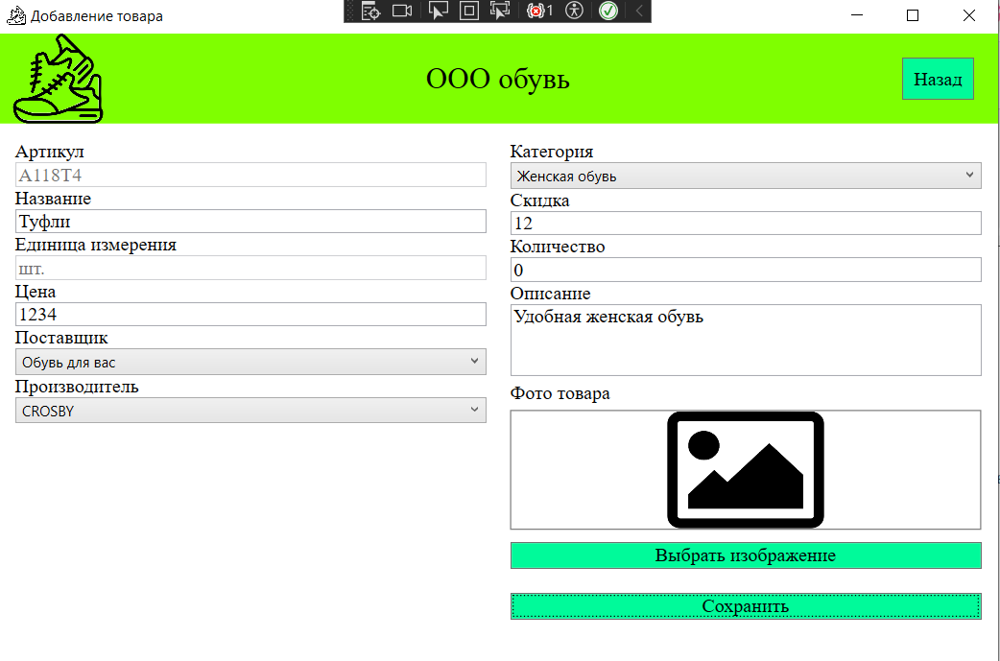 Добавление товара
1
ООО обувь
Назад
Артикул
A118T4
Название
Туфли
Единица измерения
шт.
Цена
1234
Поставщик
Обувь для вас
Производитель
CROSBY
Категория
Женская обувь
Скидка
12
Количество
0
Описание
Удобная женская обувь
Фото товара
Выбрать изображение
Сохранить